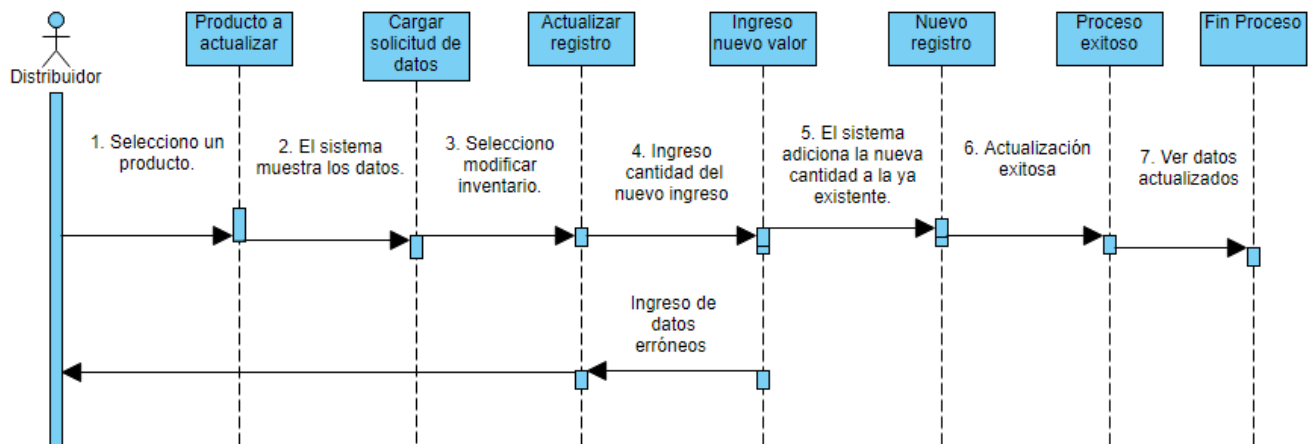 Distribuidor
Producto a
actualizar
Cargar
solicitud de
datos
Actualizar
registro
Ingreso
nuevo valor
Nuevo
registro
Proceso
exitoso
Fin Proceso
1. Selecciono un
producto.
2. El sistema
muestra los datos.
3. Selecciono
modificar
inventario.
4. Ingreso
cantidad del
nuevo ingreso
5. El sistema
adiciona la nueva
cantidad a la ya
existente.
6. Actualización
exitosa
7. Ver datos
actualizados
Ingreso de
datos
erróneos